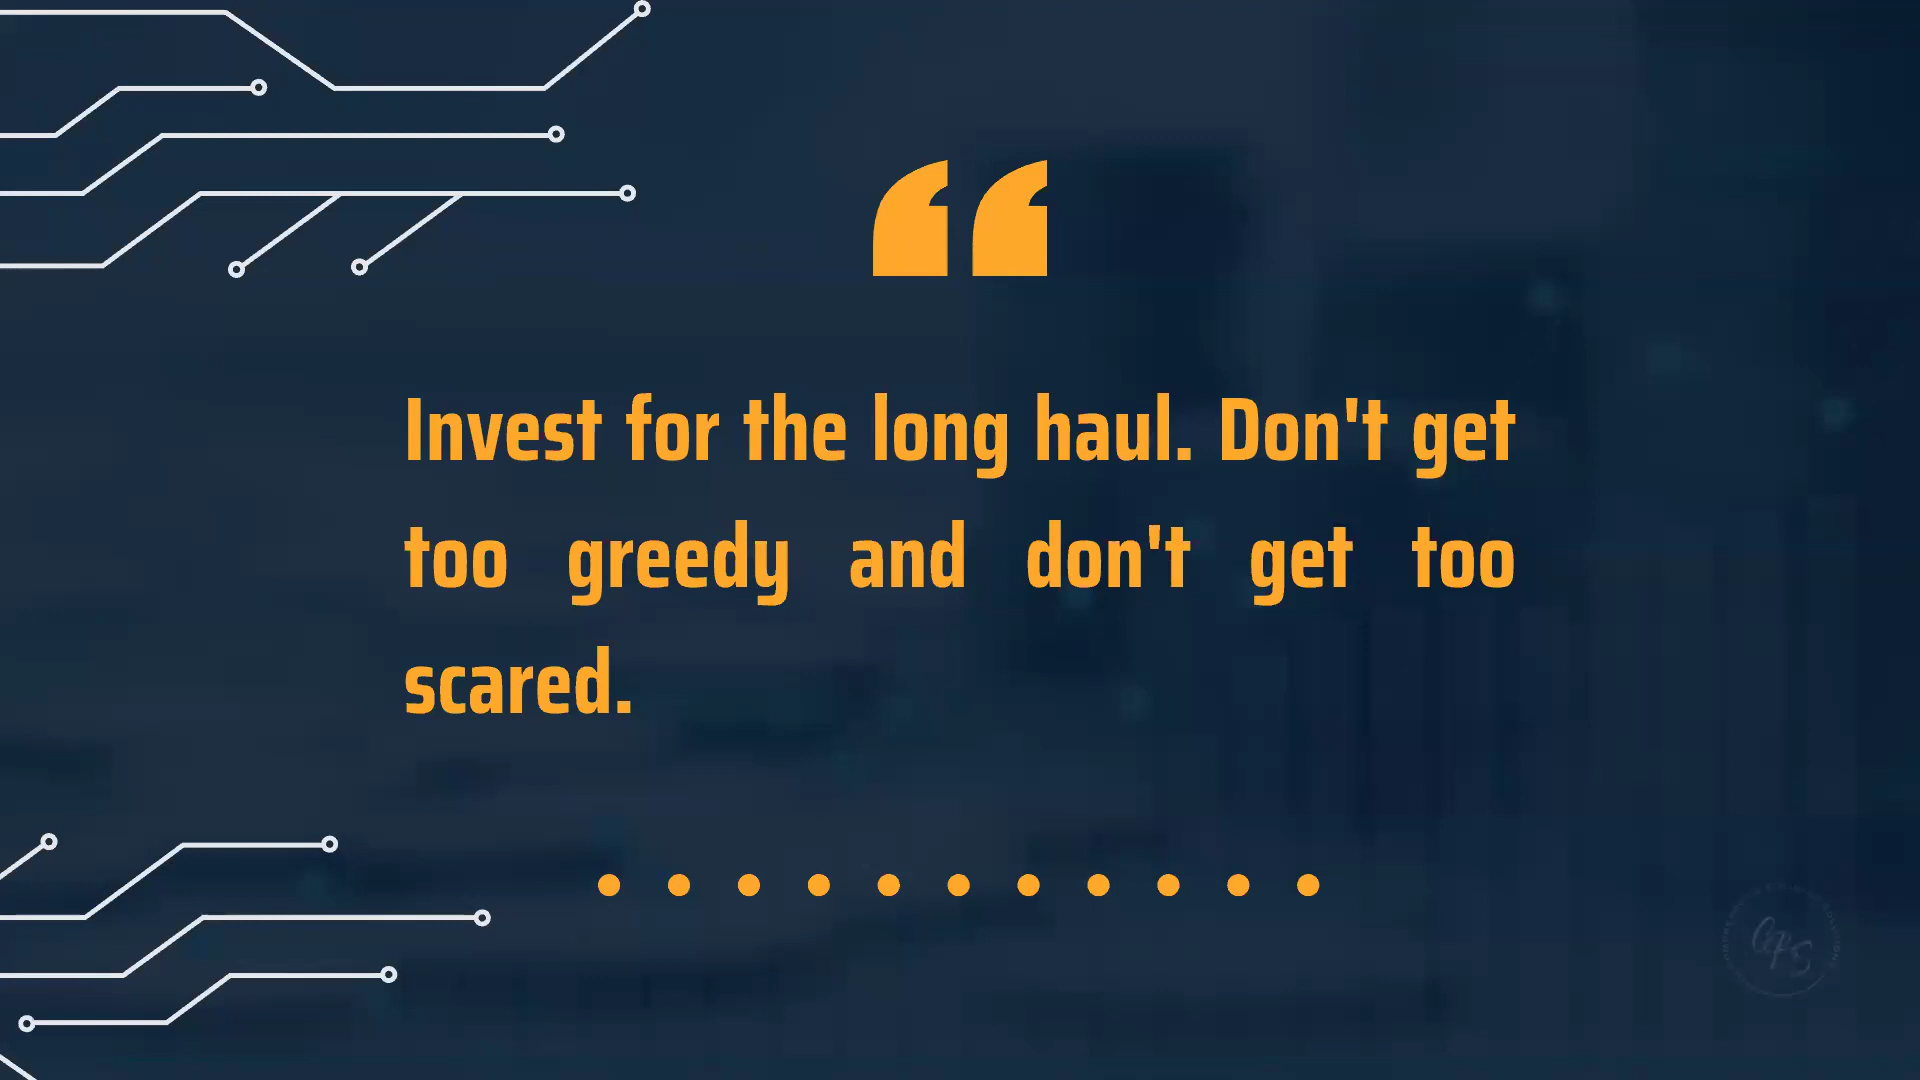 Invest for the long haul. Don't get
too greedy and don't get too
scared.